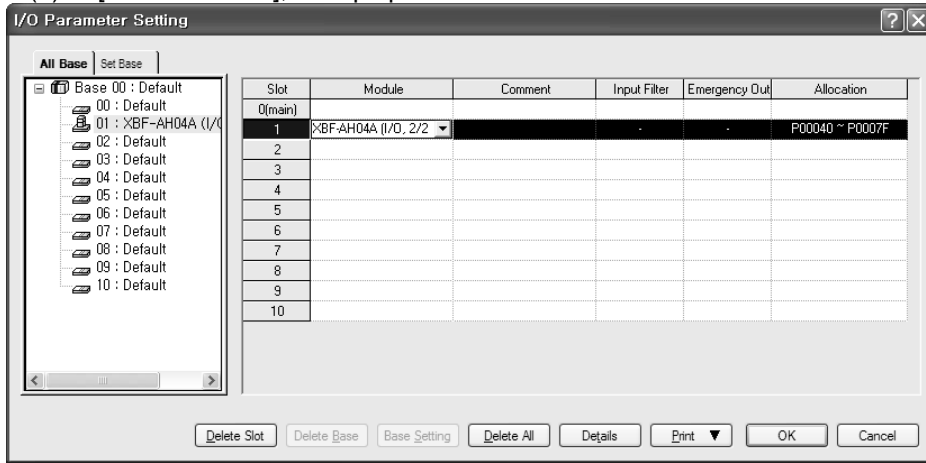 I/O Parameter Setting
All Base Set Base
Base 00 : Default
00 : Default
01 : XBF-AH04A (I/O
02 : Default
03 : Default
04 : Default
05 : Default
06 : Default
07 : Default
08 : Default
09 : Default
10 : Default
Slot Module Comment Input Filter Emergency Out Allocation
0(main)
1 XBF-AH04A (I/O, 2/2 - - P00040 ~ P0007F
2
3
4
5
6
7
8
9
10
Delete Slot Delete Base Base Setting Delete All Details Print ▼ OK Cancel